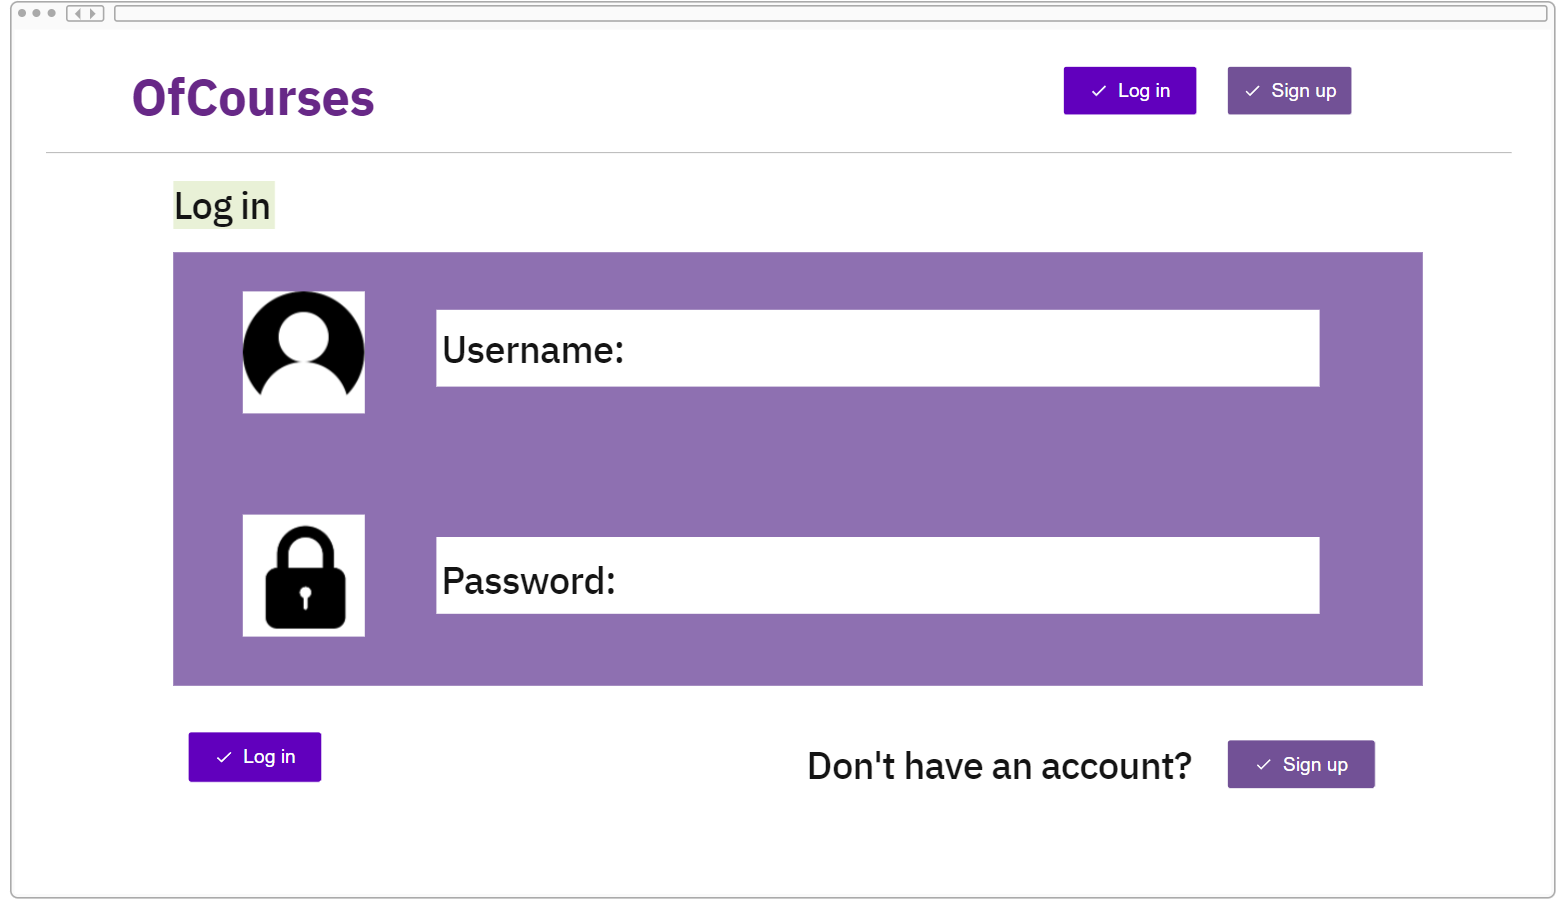 OfCourses
Log in
Sign up
Log in
Username:
Password:
Log in
Don't have an account?
Sign up